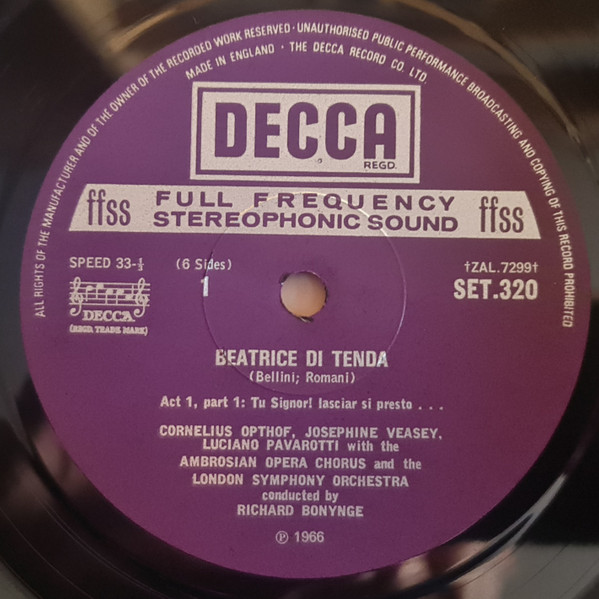 ALL RIGHTS OF THE MANUFACTURER AND OF THE OWNER OF THE RECORDED WORK RESERVED · UNAUTHORISED PUBLIC PERFORMANCE BROADCASTING AND COPYING OF THIS RECORD PROHIBITED
MADE IN ENGLAND · THE DECCA RECORD CO. LTD.
DECCA
REGD.
ffss FULL FREQUENCY ffss
STEREOPHONIC SOUND
SPEED 33-⅓ (6 Sides) †ZAL.7299†
1 SET.320
DECCA
(REGD. TRADE MARK)
BEATRICE DI TENDA
(Bellini; Romani)
Act 1, part 1: Tu Signor! lasciar si presto . . .
CORNELIUS OPTHOF, JOSEPHINE VEASEY,
LUCIANO PAVAROTTI with the
AMBROSIAN OPERA CHORUS and the
LONDON SYMPHONY ORCHESTRA
conducted by
RICHARD BONYNGE
℗ 1966